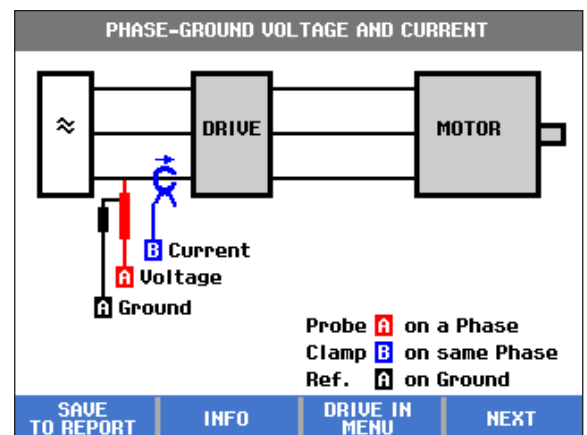 PHASE-GROUND VOLTAGE AND CURRENT
≈ DRIVE MOTOR
B Current
A Voltage
A Ground
Probe A on a Phase
Clamp B on same Phase
Ref. A on Ground
SAVE TO REPORT
INFO
DRIVE IN MENU
NEXT